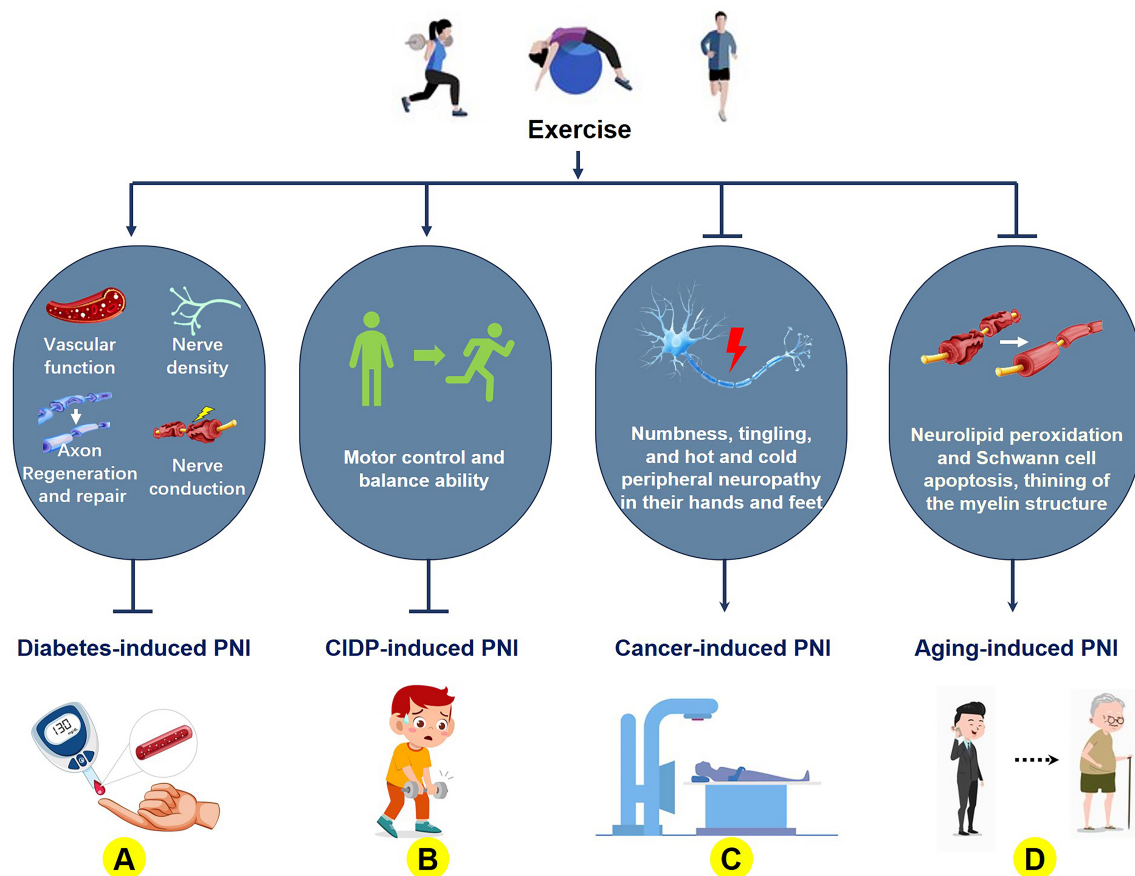 Exercise
Vascular
function
Nerve
density
Axon
Regeneration
and repair
Nerve
conduction
Motor control and
balance ability
Numbness, tingling,
and hot and cold
peripheral neuropathy
in their hands and feet
Neurolipid peroxidation
and Schwann cell
apoptosis, thining of
the myelin structure
Diabetes-induced PNI
CIDP-induced PNI
Cancer-induced PNI
Aging-induced PNI
130
A
B
C
D